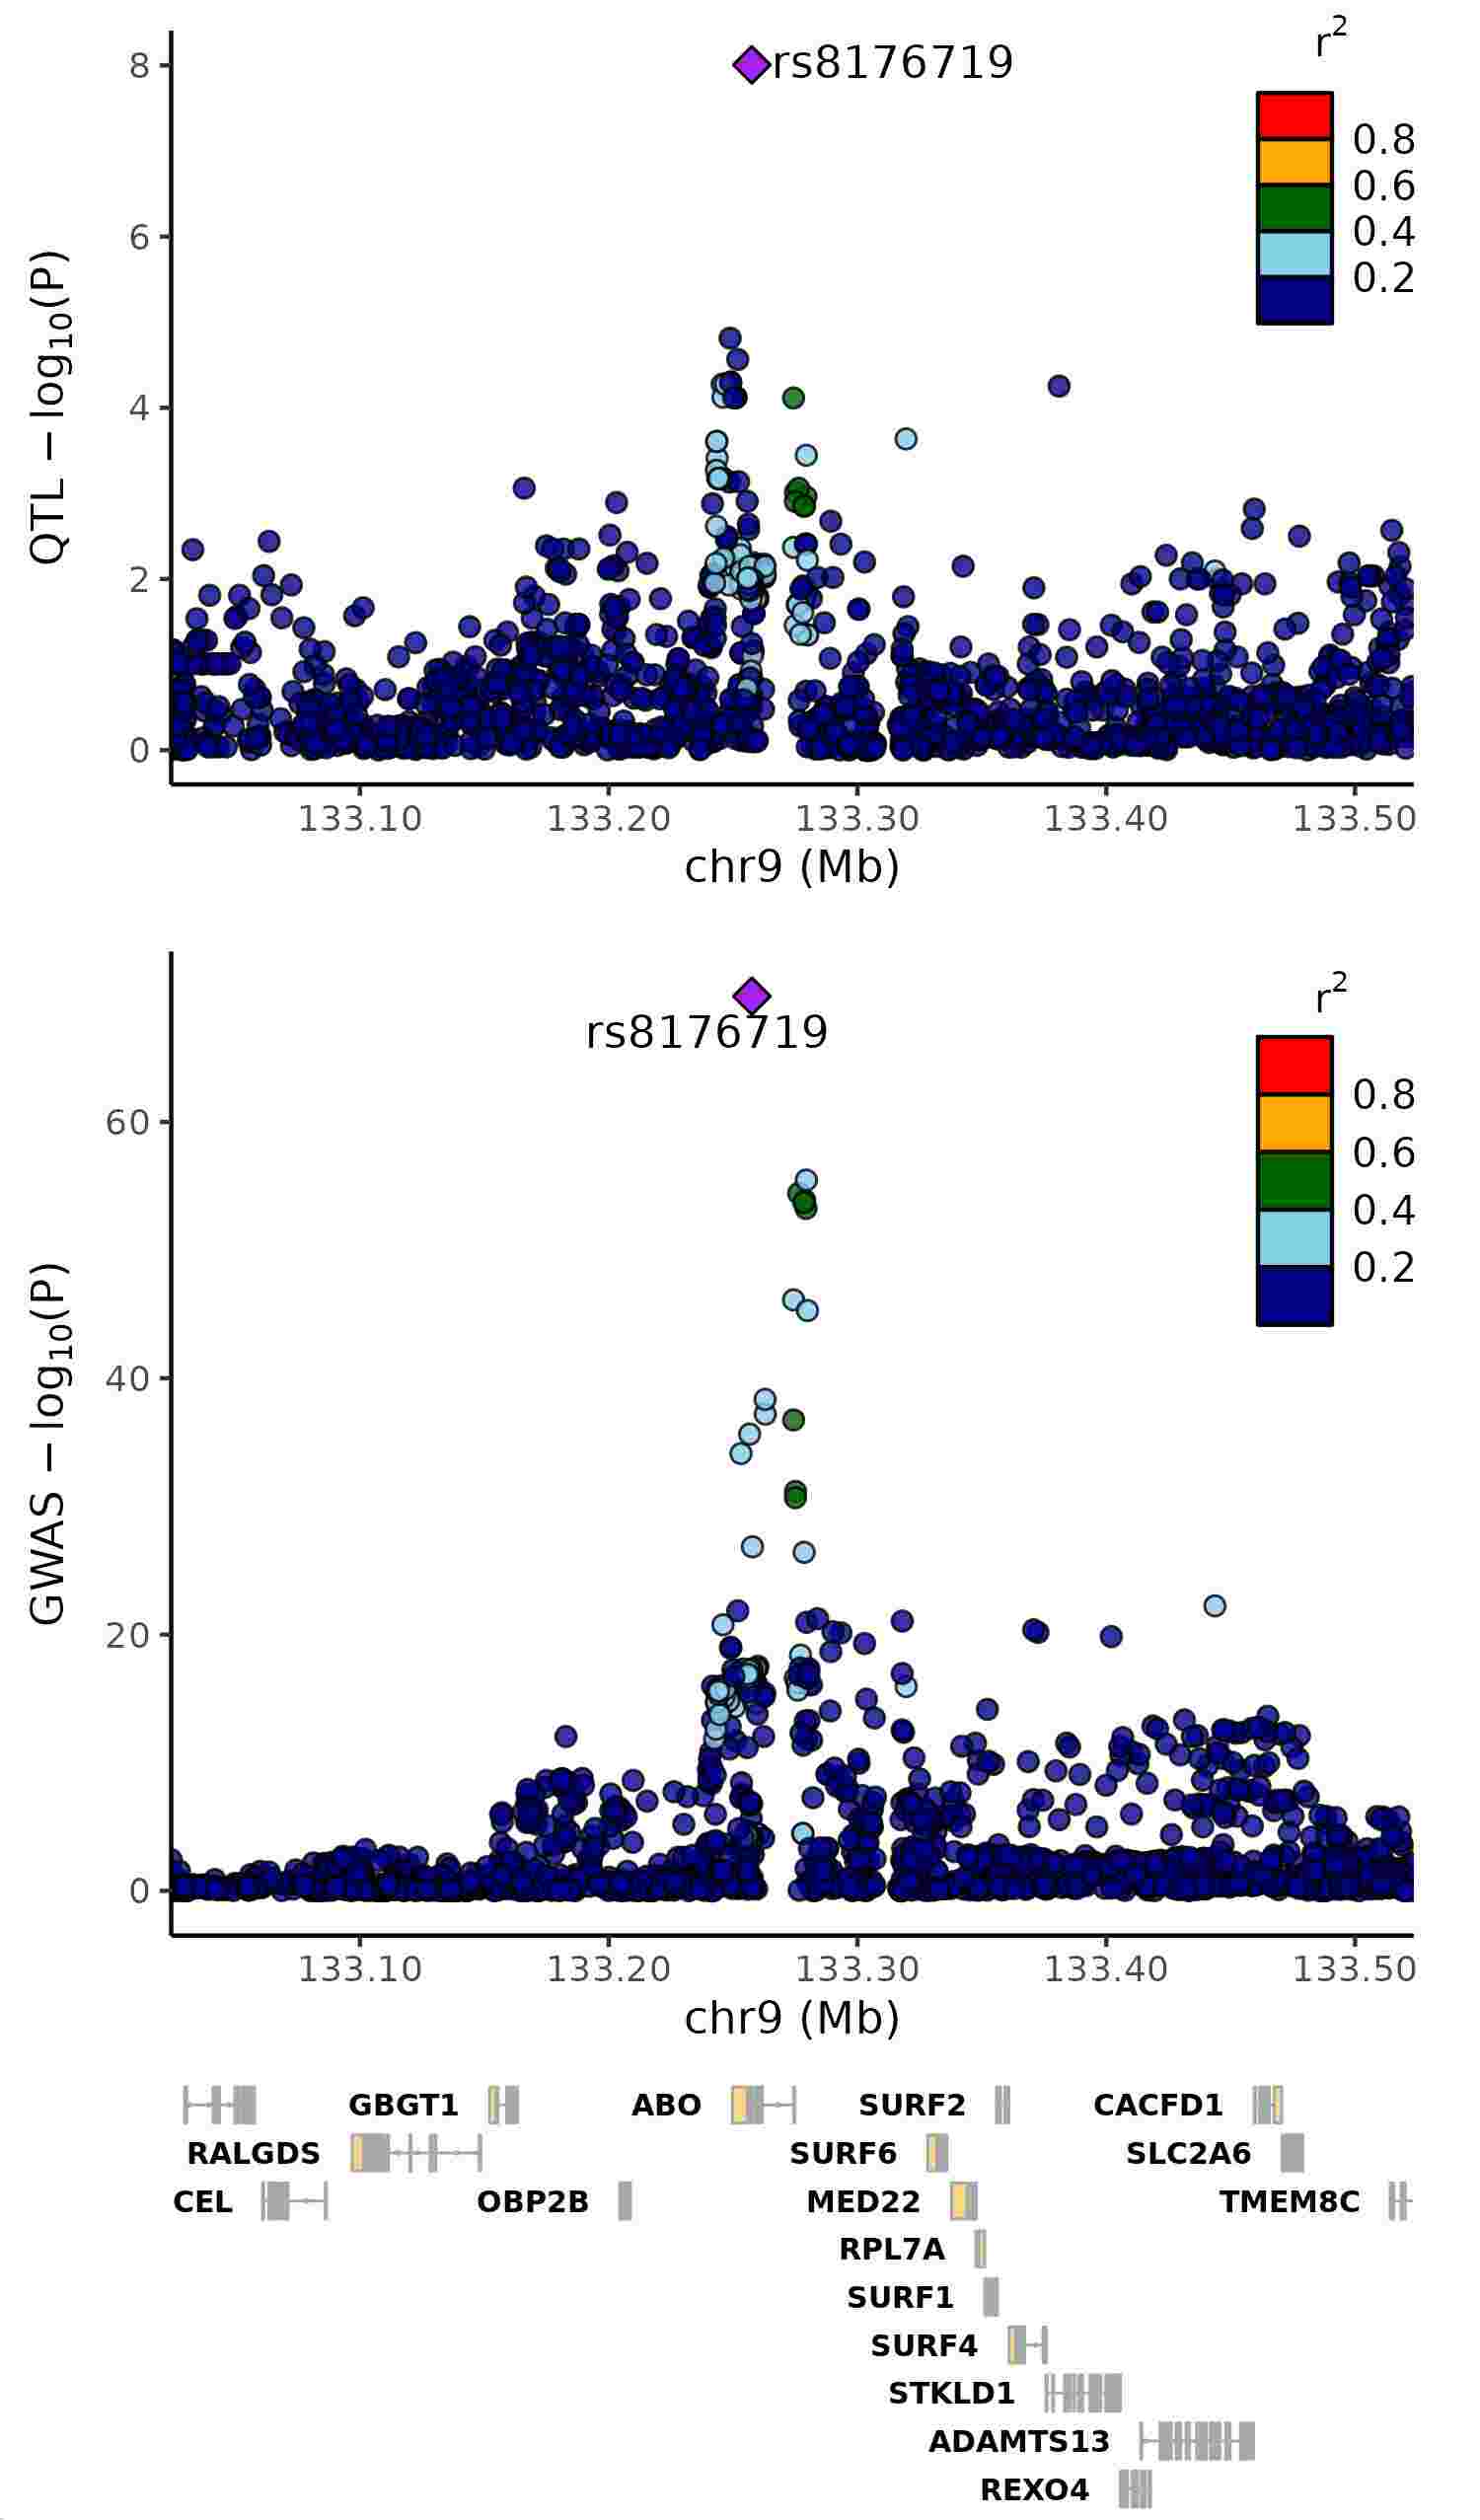 r2
rs8176719
8
6
4
2
0
0.8
0.6
0.4
0.2
QTL − log10(P)
133.10 133.20 133.30 133.40 133.50
chr9 (Mb)
r2
rs8176719
60
40
20
0
0.8
0.6
0.4
0.2
GWAS − log10(P)
133.10 133.20 133.30 133.40 133.50
chr9 (Mb)
GBGT1 ABO SURF2 CACFD1
RALGDS SURF6 SLC2A6
CEL OBP2B MED22 TMEM8C
RPL7A
SURF1
SURF4
STKLD1
ADAMTS13
REXO4